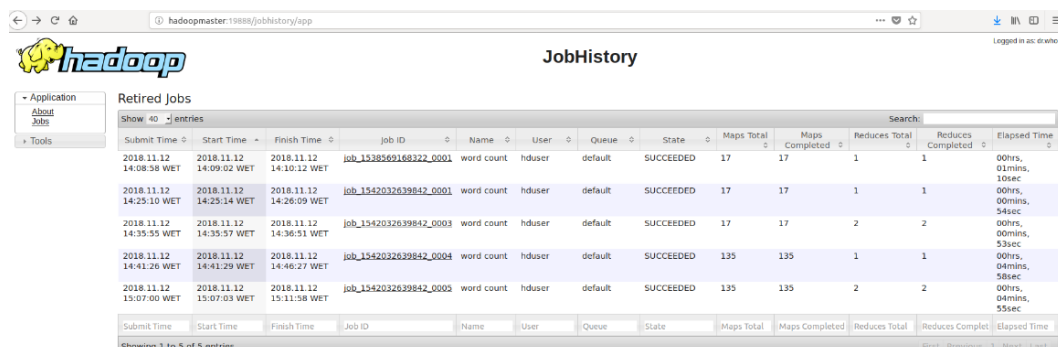 hadoopmaster:19888/jobhistory/app
Logged in as: dr.who
hadoop
JobHistory
Application
About
Jobs
Tools
Retired Jobs
Show 40 entries
Search:
Submit Time Start Time Finish Time Job ID Name User Queue State Maps Total Maps Completed Reduces Total Reduces Completed Elapsed Time
2018.11.12 14:08:58 WET 2018.11.12 14:09:02 WET 2018.11.12 14:10:12 WET job_1538569168322_0001 word count hduser default SUCCEEDED 17 17 1 1 00hrs, 01mins, 10sec
2018.11.12 14:25:10 WET 2018.11.12 14:25:14 WET 2018.11.12 14:26:09 WET job_1542032639842_0001 word count hduser default SUCCEEDED 17 17 1 1 00hrs, 00mins, 54sec
2018.11.12 14:35:55 WET 2018.11.12 14:35:57 WET 2018.11.12 14:36:51 WET job_1542032639842_0003 word count hduser default SUCCEEDED 17 17 2 2 00hrs, 00mins, 53sec
2018.11.12 14:41:26 WET 2018.11.12 14:41:29 WET 2018.11.12 14:46:27 WET job_1542032639842_0004 word count hduser default SUCCEEDED 135 135 1 1 00hrs, 04mins, 58sec
2018.11.12 15:07:00 WET 2018.11.12 15:07:03 WET 2018.11.12 15:11:58 WET job_1542032639842_0005 word count hduser default SUCCEEDED 135 135 2 2 00hrs, 04mins, 55sec
Submit Time Start Time Finish Time Job ID Name User Queue State Maps Total Maps Completed Reduces Total Reduces Complet Elapsed Time
Showing 1 to 5 of 5 entries
First Previous 1 Next Last